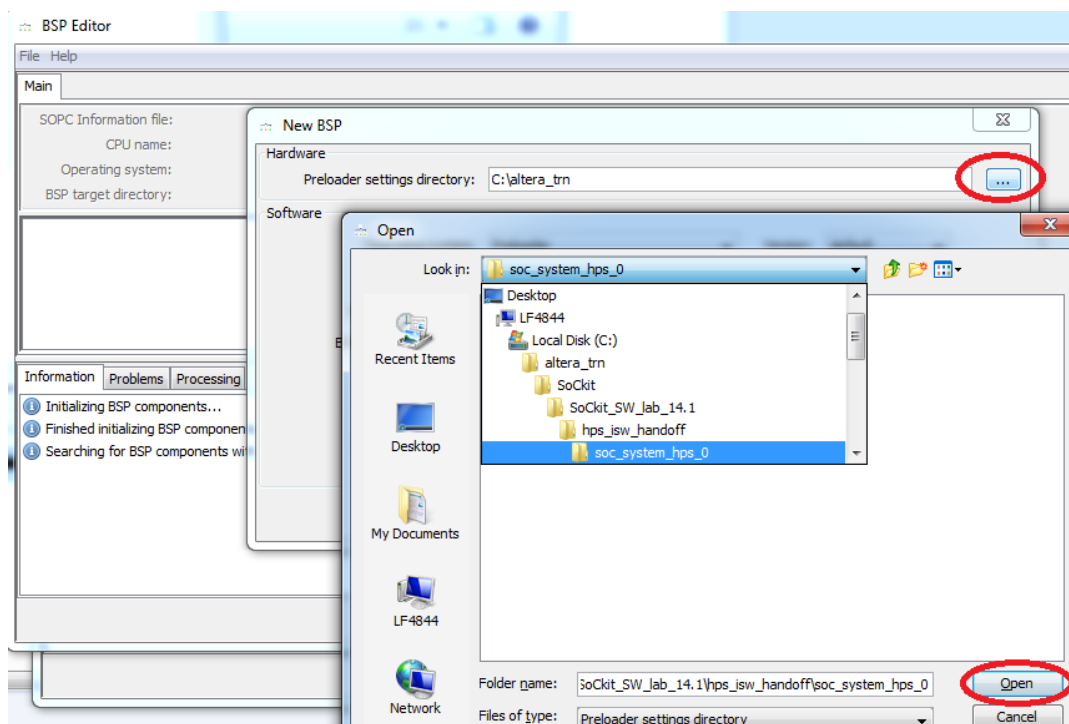 BSP Editor
File Help
Main
SOPC Information file:
CPU name:
Operating system:
BSP target directory:
New BSP
Hardware
Preloader settings directory: C:\altera_trn ...
Software
Open
Look in: soc_system_hps_0
Desktop
LF4844
Local Disk (C:)
altera_trn
SoCkit
SoCkit_SW_lab_14.1
hps_isw_handoff
soc_system_hps_0
Recent Items
Desktop
My Documents
LF4844
Network
Information Problems Processing
Initializing BSP components...
Finished initializing BSP componen
Searching for BSP components wi
Folder name: SoCkit_SW_lab_14.1\hps_isw_handoff\soc_system_hps_0 Open
Files of type: Preloader settings directory Cancel